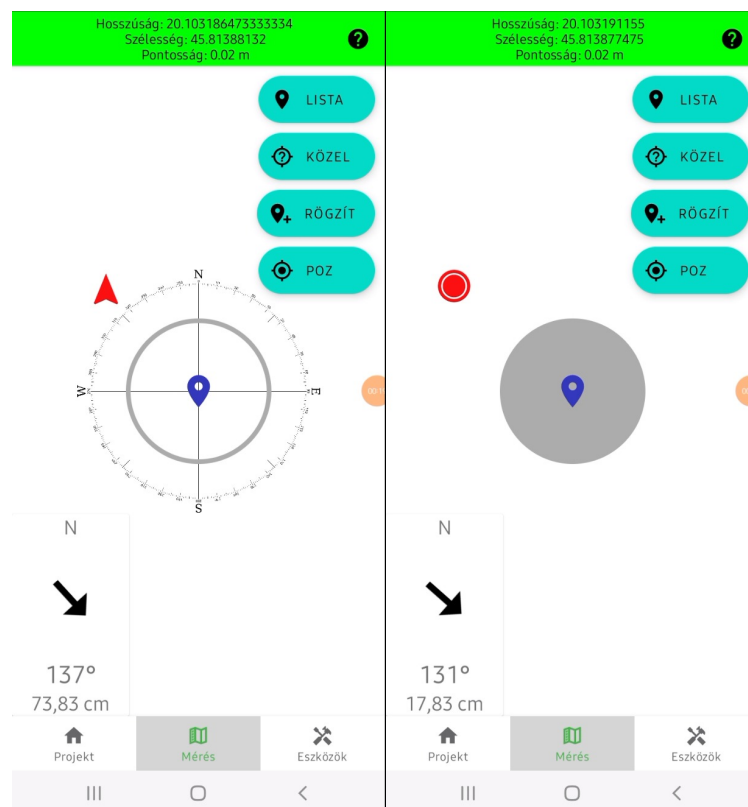 Hosszúság: 20.103186473333334
Szélesség: 45.81388132
Pontosság: 0.02 m
LISTA
KÖZEL
RÖGZÍT
POZ
N
W
E
S
N
137°
73,83 cm
Projekt
Mérés
Eszközök
Hosszúság: 20.103191155
Szélesség: 45.813877475
Pontosság: 0.02 m
LISTA
KÖZEL
RÖGZÍT
POZ
N
131°
17,83 cm
Projekt
Mérés
Eszközök